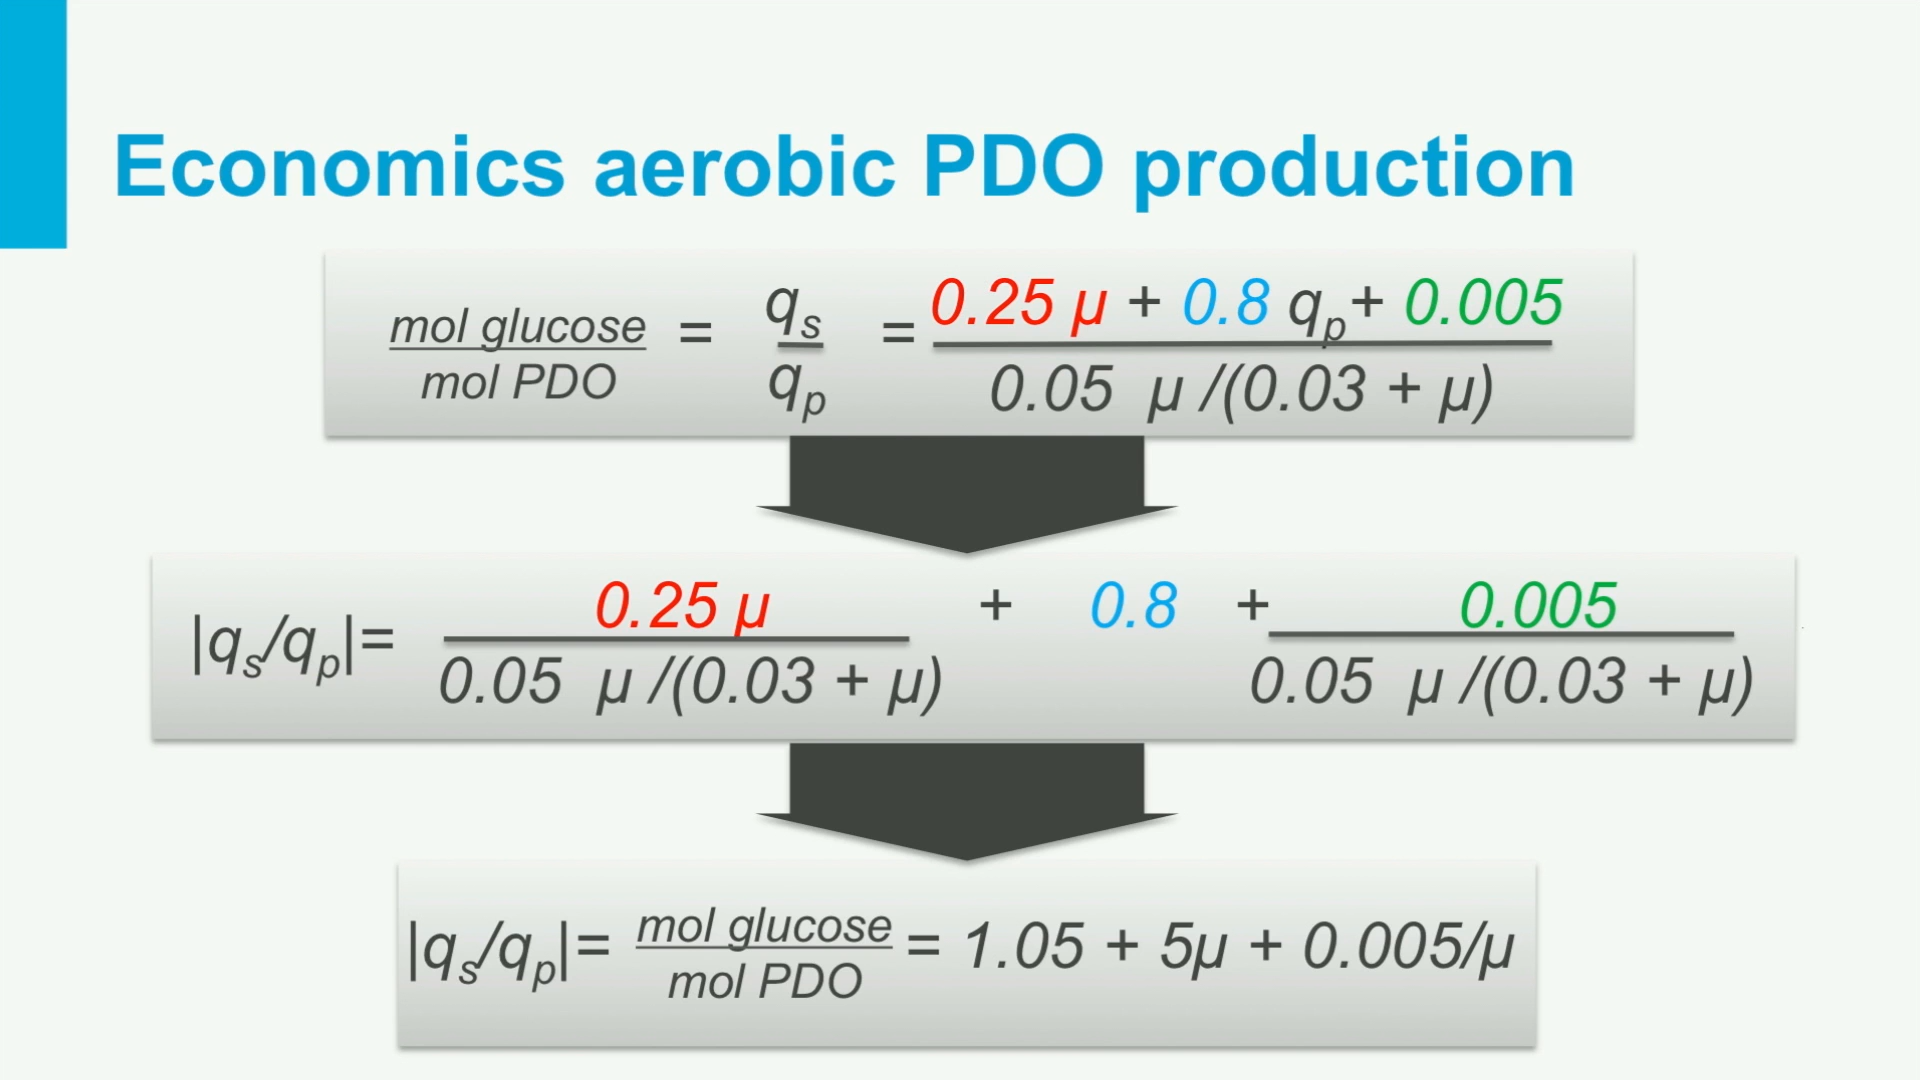 Economics aerobic PDO production
mol glucose / mol PDO = qs / qp = 0.25 µ + 0.8 qp + 0.005 / 0.05 µ /(0.03 + µ)
|qs/qp|= 0.25 µ / 0.05 µ /(0.03 + µ) + 0.8 + 0.005 / 0.05 µ /(0.03 + µ)
|qs/qp|= mol glucose / mol PDO = 1.05 + 5µ + 0.005/µ